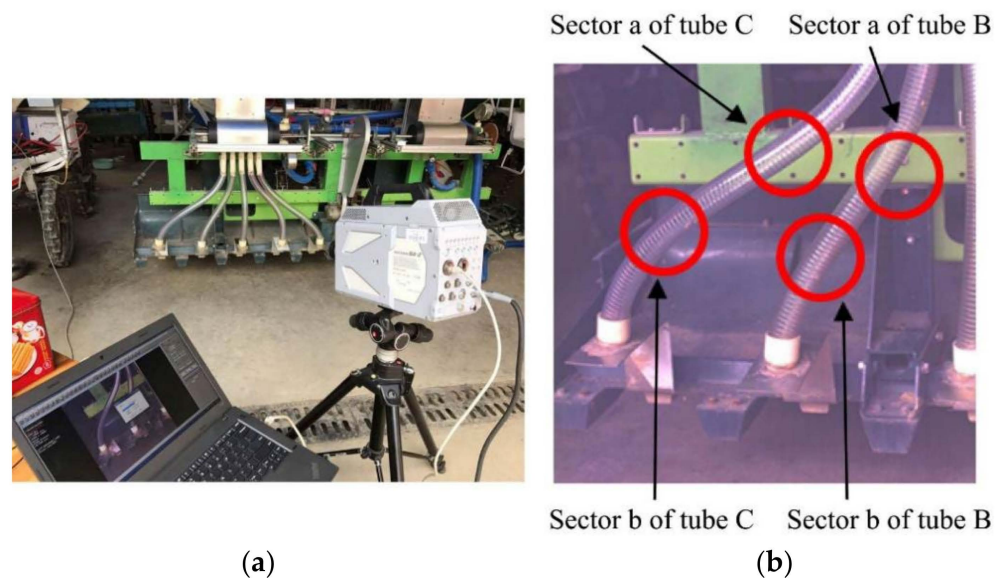 Sector a of tube C
Sector a of tube B
Sector b of tube C
Sector b of tube B
(a)
(b)